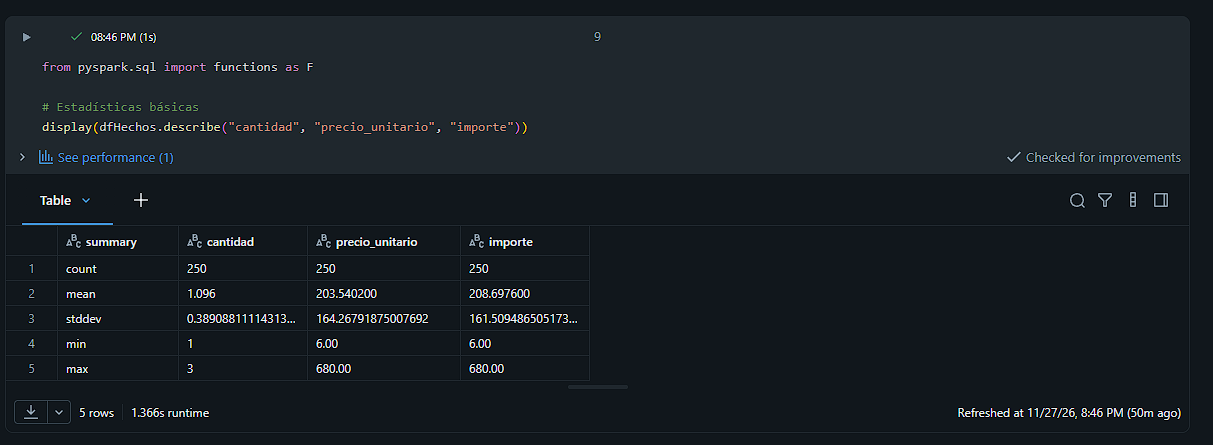 08:46 PM (1s) 9
from pyspark.sql import functions as F
# Estadísticas básicas
display(dfHechos.describe("cantidad", "precio_unitario", "importe"))
See performance (1) Checked for improvements
Table
summary cantidad precio_unitario importe
1 count 250 250 250
2 mean 1.096 203.540200 208.697600
3 stddev 0.38908811114313... 164.26791875007692 161.509486505173...
4 min 1 6.00 6.00
5 max 3 680.00 680.00
5 rows 1.366s runtime Refreshed at 11/27/26, 8:46 PM (50m ago)